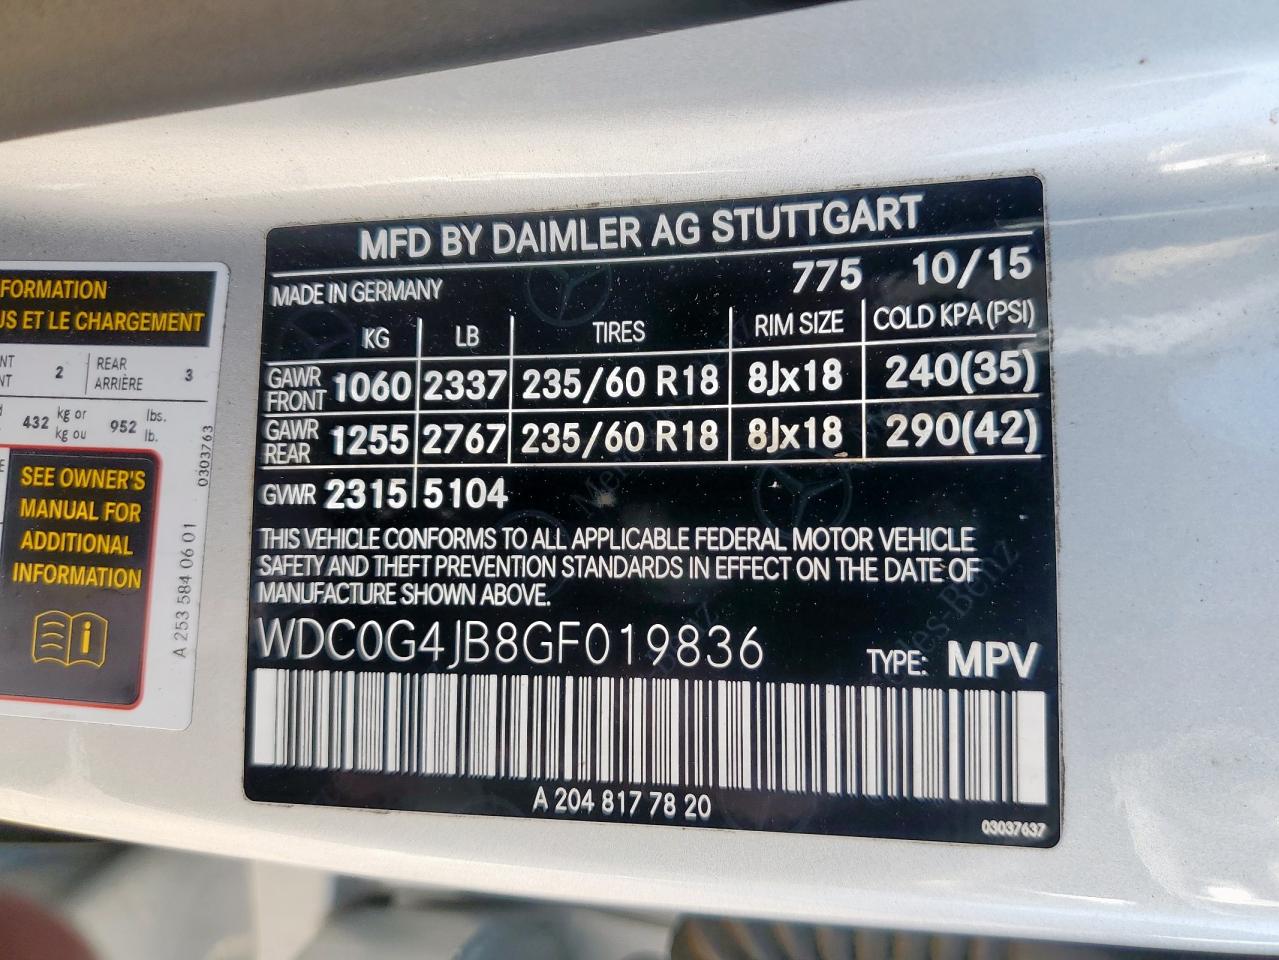 MFD BY DAIMLER AG STUTTGART
MADE IN GERMANY 775 10/15
KG LB TIRES RIM SIZE COLD KPA (PSI)
GAWR FRONT 1060 2337 235/60 R18 8Jx18 240(35)
GAWR REAR 1255 2767 235/60 R18 8Jx18 290(42)
GVWR 2315 5104
THIS VEHICLE CONFORMS TO ALL APPLICABLE FEDERAL MOTOR VEHICLE
SAFETY AND THEFT PREVENTION STANDARDS IN EFFECT ON THE DATE OF
MANUFACTURE SHOWN ABOVE.
WDC0G4JB8GF019836 TYPE: MPV
A 204 817 78 20
03037637
FORMATION
US ET LE CHARGEMENT
NT 2 REAR 3
NT ARRIÈRE
432 kg or 952 lbs.
kg ou lb.
SEE OWNER'S
MANUAL FOR
ADDITIONAL
INFORMATION
0303763
A 253 584 06 01